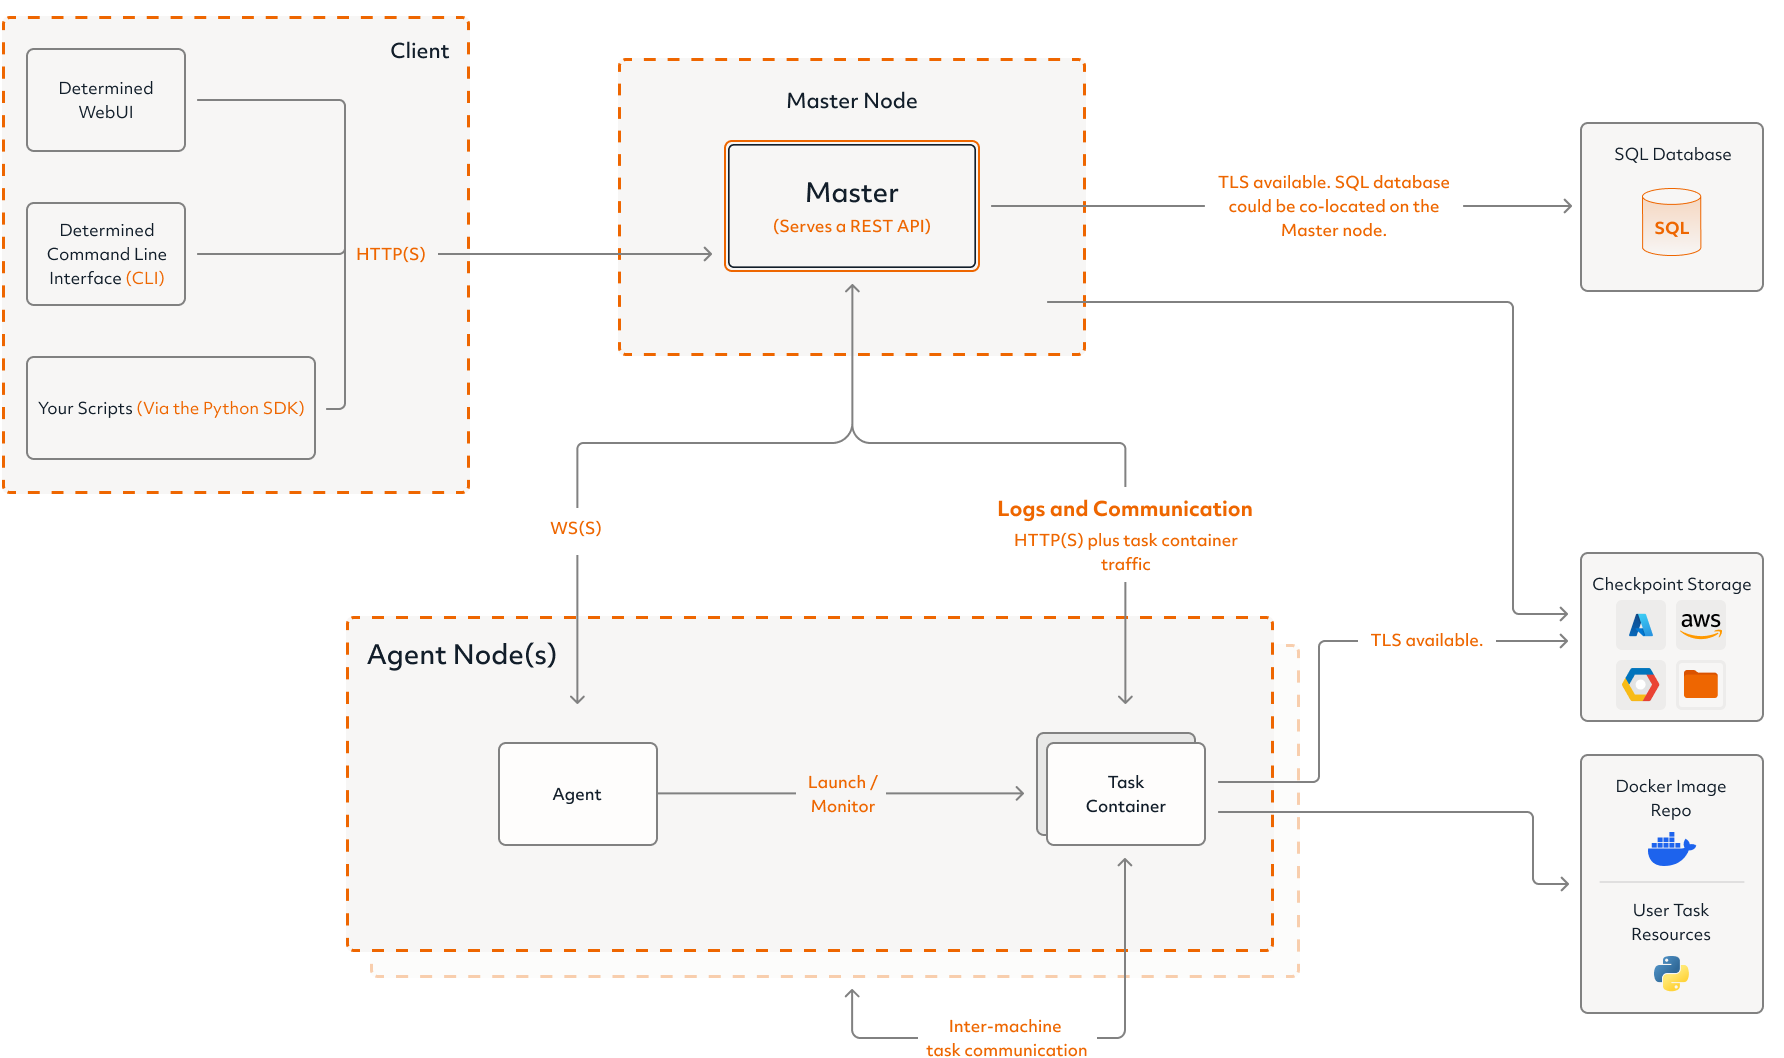 Client
Determined
WebUI
Determined
Command Line
Interface (CLI)
Your Scripts (Via the Python SDK)
HTTP(S)
Master Node
Master
(Serves a REST API)
TLS available. SQL database
could be co-located on the
Master node.
SQL Database
SQL
WS(S)
Logs and Communication
HTTP(S) plus task container
traffic
Agent Node(s)
Agent
Launch /
Monitor
Task
Container
TLS available.
Checkpoint Storage
aws
Docker Image
Repo
User Task
Resources
Inter-machine
task communication